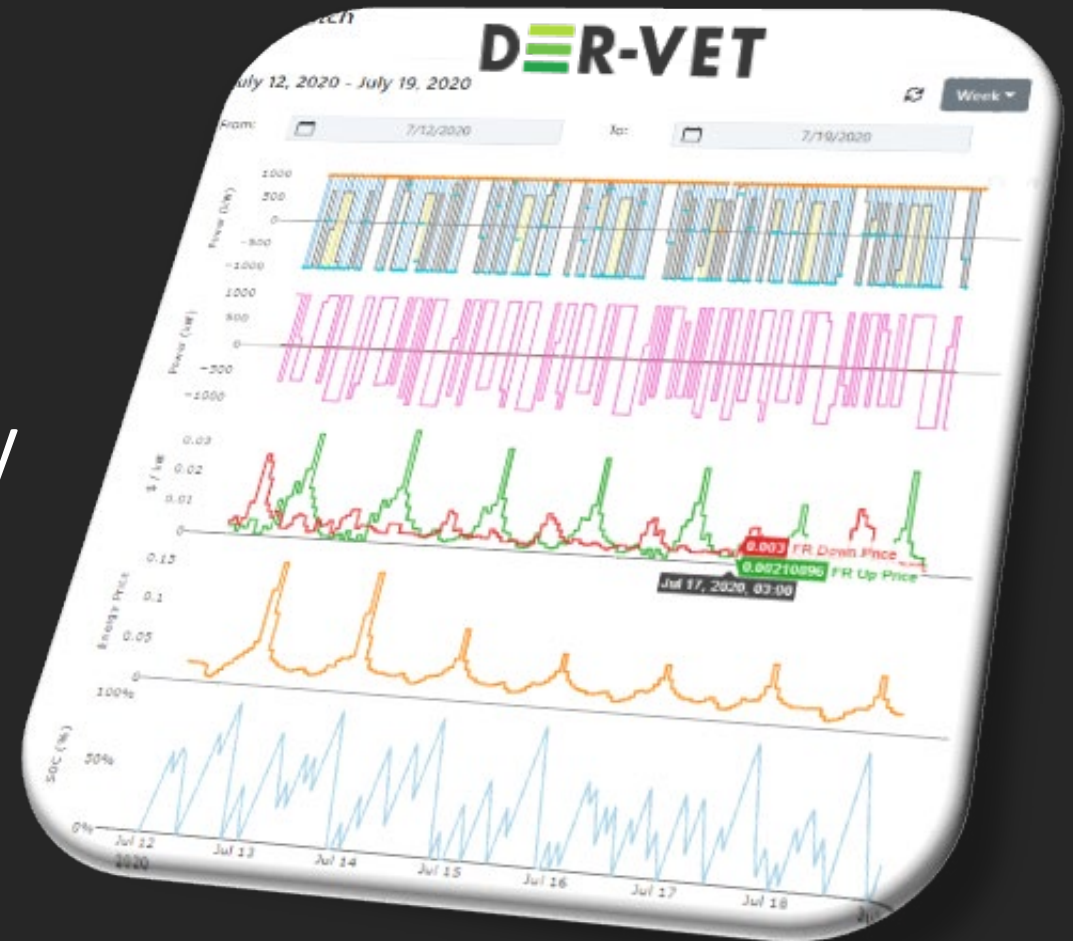 DER-VET
July 12, 2020 - July 19, 2020
Week
From:
7/12/2020
To:
7/19/2020
Power (kW)
1000
500
0
-500
-1000
Power (kW)
1000
500
0
-500
-1000
$ / kW
0.03
0.02
0.01
0
0.003 FR Down Price
0.00210896 FR Up Price
Jul 17, 2020, 03:00
Energy Price
0.15
0.1
0.05
0
SOC (%)
100%
50%
0%
Jul 12
2020
Jul 13
Jul 14
Jul 15
Jul 16
Jul 17
Jul 18